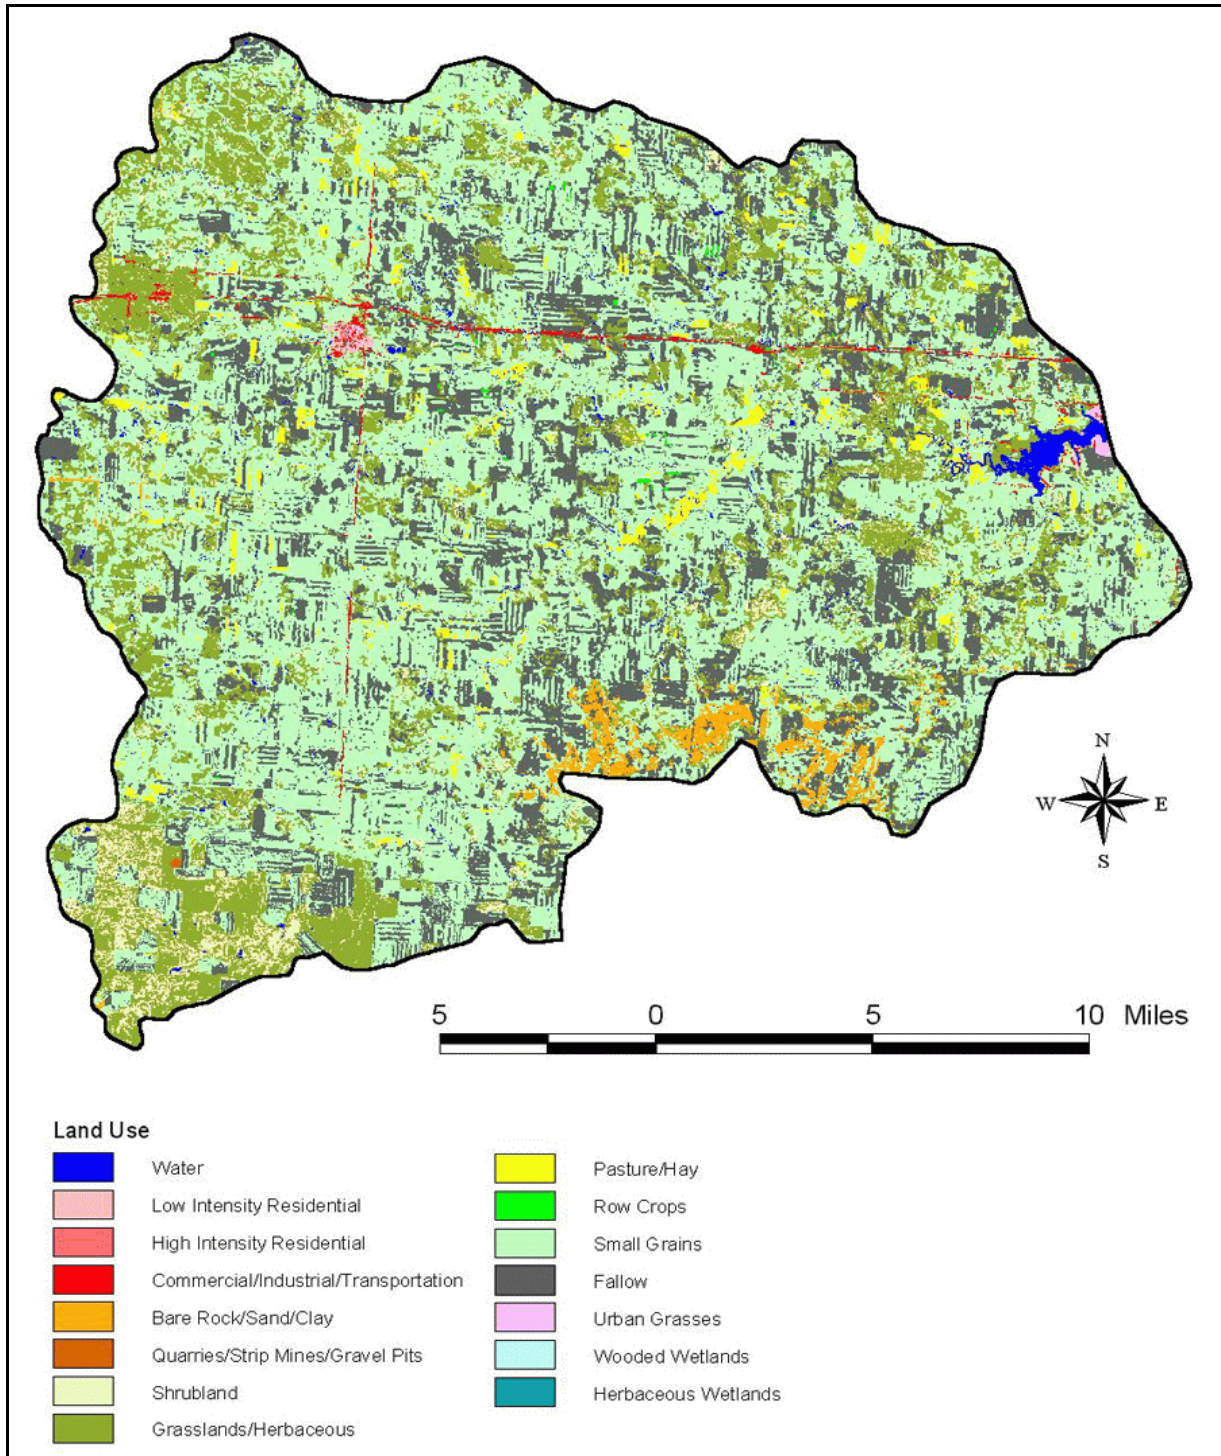 N
W E
S
5 0 5 10 Miles
Land Use
Water
Low Intensity Residential
High Intensity Residential
Commercial/Industrial/Transportation
Bare Rock/Sand/Clay
Quarries/Strip Mines/Gravel Pits
Shrubland
Grasslands/Herbaceous
Pasture/Hay
Row Crops
Small Grains
Fallow
Urban Grasses
Wooded Wetlands
Herbaceous Wetlands